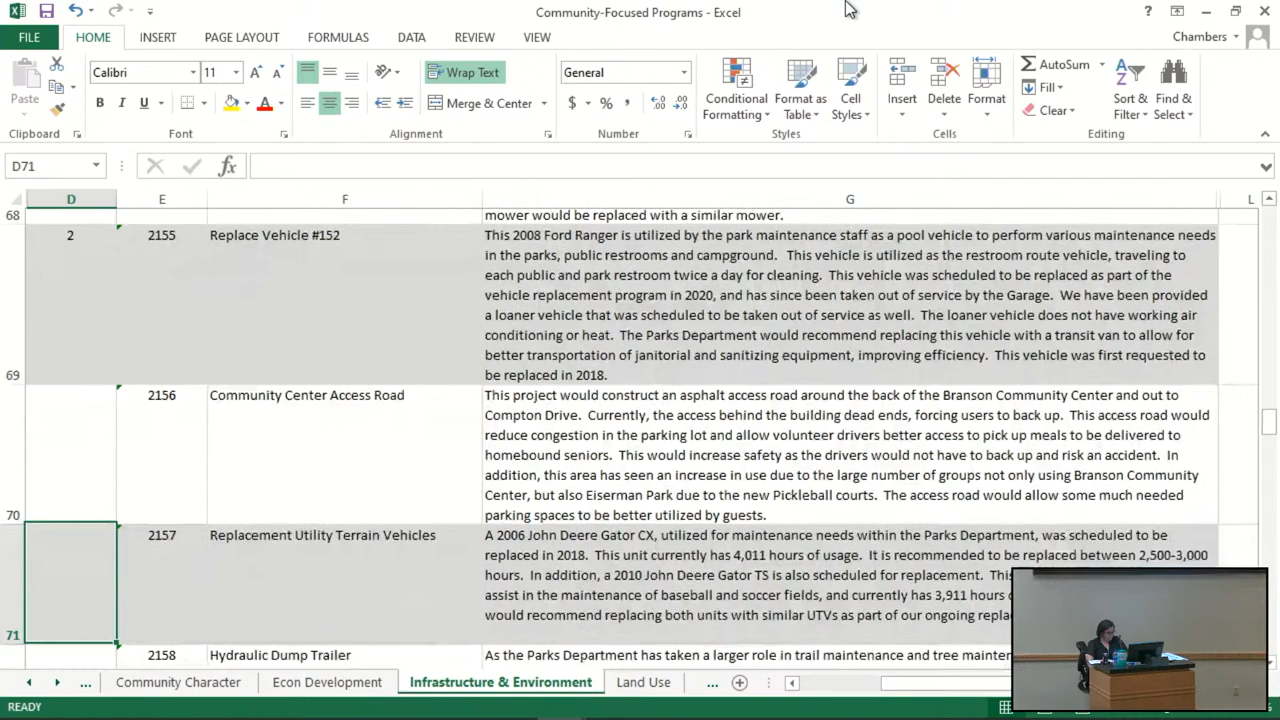 Community-Focused Programs - Excel
?
FILE HOME INSERT PAGE LAYOUT FORMULAS DATA REVIEW VIEW Chambers
Paste
Calibri 11
B I U A
Wrap Text
Merge & Center
General
$ % ,
Conditional Formatting
Format as Table
Cell Styles
Insert Delete Format
AutoSum
Fill
Clear
Sort & Filter
Find & Select
Clipboard Font Alignment Number Styles Cells Editing
D71 fx
D E F G L
68 mower would be replaced with a similar mower.
2 2155 Replace Vehicle #152 This 2008 Ford Ranger is utilized by the park maintenance staff as a pool vehicle to perform various maintenance needs
in the parks, public restrooms and campground. This vehicle is utilized as the restroom route vehicle, traveling to
each public and park restroom twice a day for cleaning. This vehicle was scheduled to be replaced as part of the
vehicle replacement program in 2020, and has since been taken out of service by the Garage. We have been provided
a loaner vehicle that was scheduled to be taken out of service as well. The loaner vehicle does not have working air
conditioning or heat. The Parks Department would recommend replacing this vehicle with a transit van to allow for
better transportation of janitorial and sanitizing equipment, improving efficiency. This vehicle was first requested to
69 be replaced in 2018.
2156 Community Center Access Road This project would construct an asphalt access road around the back of the Branson Community Center and out to
Compton Drive. Currently, the access behind the building dead ends, forcing users to back up. This access road would
reduce congestion in the parking lot and allow volunteer drivers better access to pick up meals to be delivered to
homebound seniors. This would increase safety as the drivers would not have to back up and risk an accident. In
addition, this area has seen an increase in use due to the large number of groups not only using Branson Community
Center, but also Eiserman Park due to the new Pickleball courts. The access road would allow some much needed
70 parking spaces to be better utilized by guests.
2157 Replacement Utility Terrain Vehicles A 2006 John Deere Gator CX, utilized for maintenance needs within the Parks Department, was scheduled to be
replaced in 2018. This unit currently has 4,011 hours of usage. It is recommended to be replaced between 2,500-3,000
hours. In addition, a 2010 John Deere Gator TS is also scheduled for replacement.
assist in the maintenance of baseball and soccer fields, and currently has 3,911 hours
would recommend replacing both units with similar UTVs as part of our ongoing
71
2158 Hydraulic Dump Trailer As the Parks Department has taken a larger role in trail maintenance and tree
... Community Character Econ Development Infrastructure & Environment Land Use ...
READY